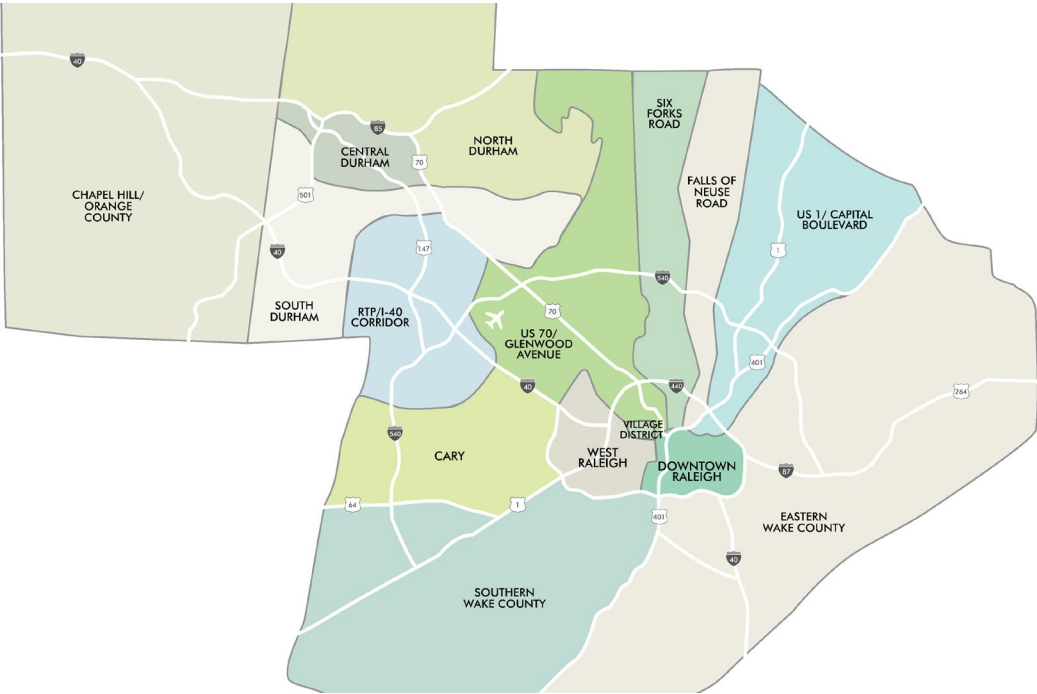 40
85
CENTRAL
DURHAM
70
NORTH
DURHAM
SIX
FORKS
ROAD
CHAPEL HILL/
ORANGE
COUNTY
501
FALLS OF
NEUSE
ROAD
US 1/ CAPITAL
BOULEVARD
40
147
1
540
SOUTH
DURHAM
RTP/I-40
CORRIDOR
70
US 70/
GLENWOOD
AVENUE
401
40
440
264
540
CARY
VILLAGE
DISTRICT
WEST
RALEIGH
DOWNTOWN
RALEIGH
87
64
1
401
EASTERN
WAKE COUNTY
40
SOUTHERN
WAKE COUNTY